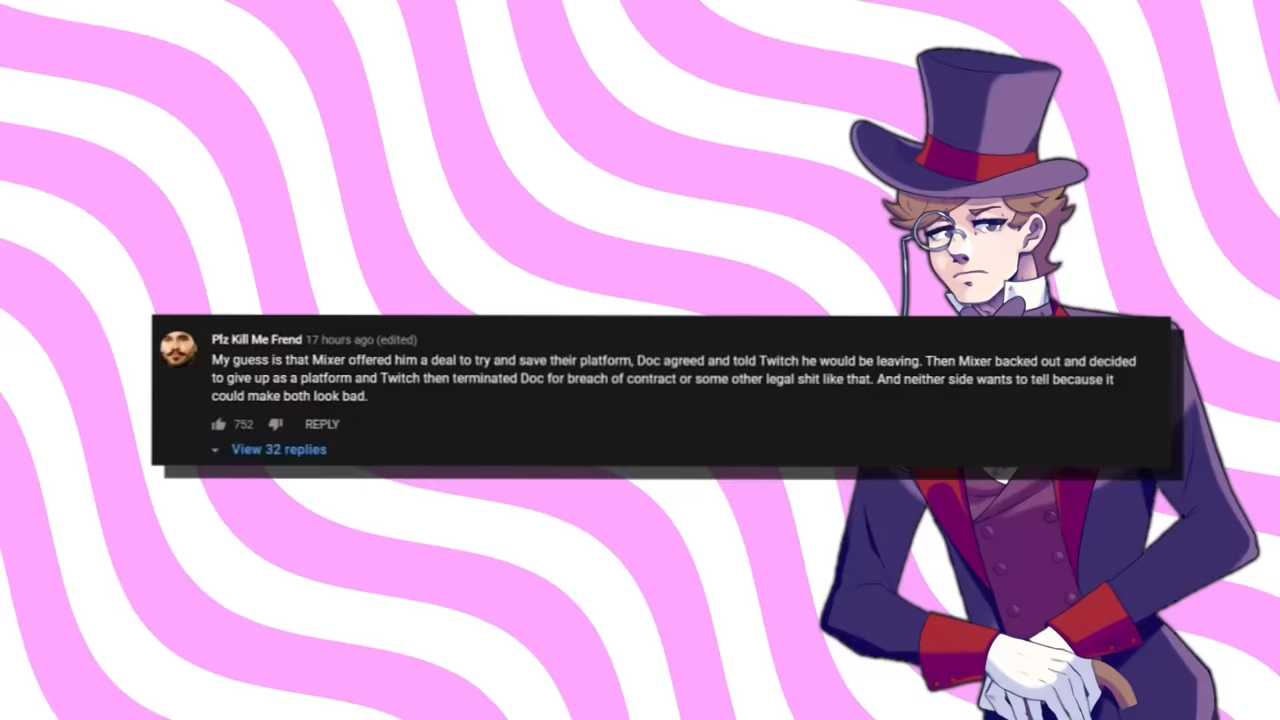 Plz Kill Me Frend 17 hours ago (edited)
My guess is that Mixer offered him a deal to try and save their platform, Doc agreed and told Twitch he would be leaving. Then Mixer backed out and decided
to give up as a platform and Twitch then terminated Doc for breach of contract or some other legal shit like that. And neither side wants to tell because it
could make both look bad.
752 REPLY
View 32 replies